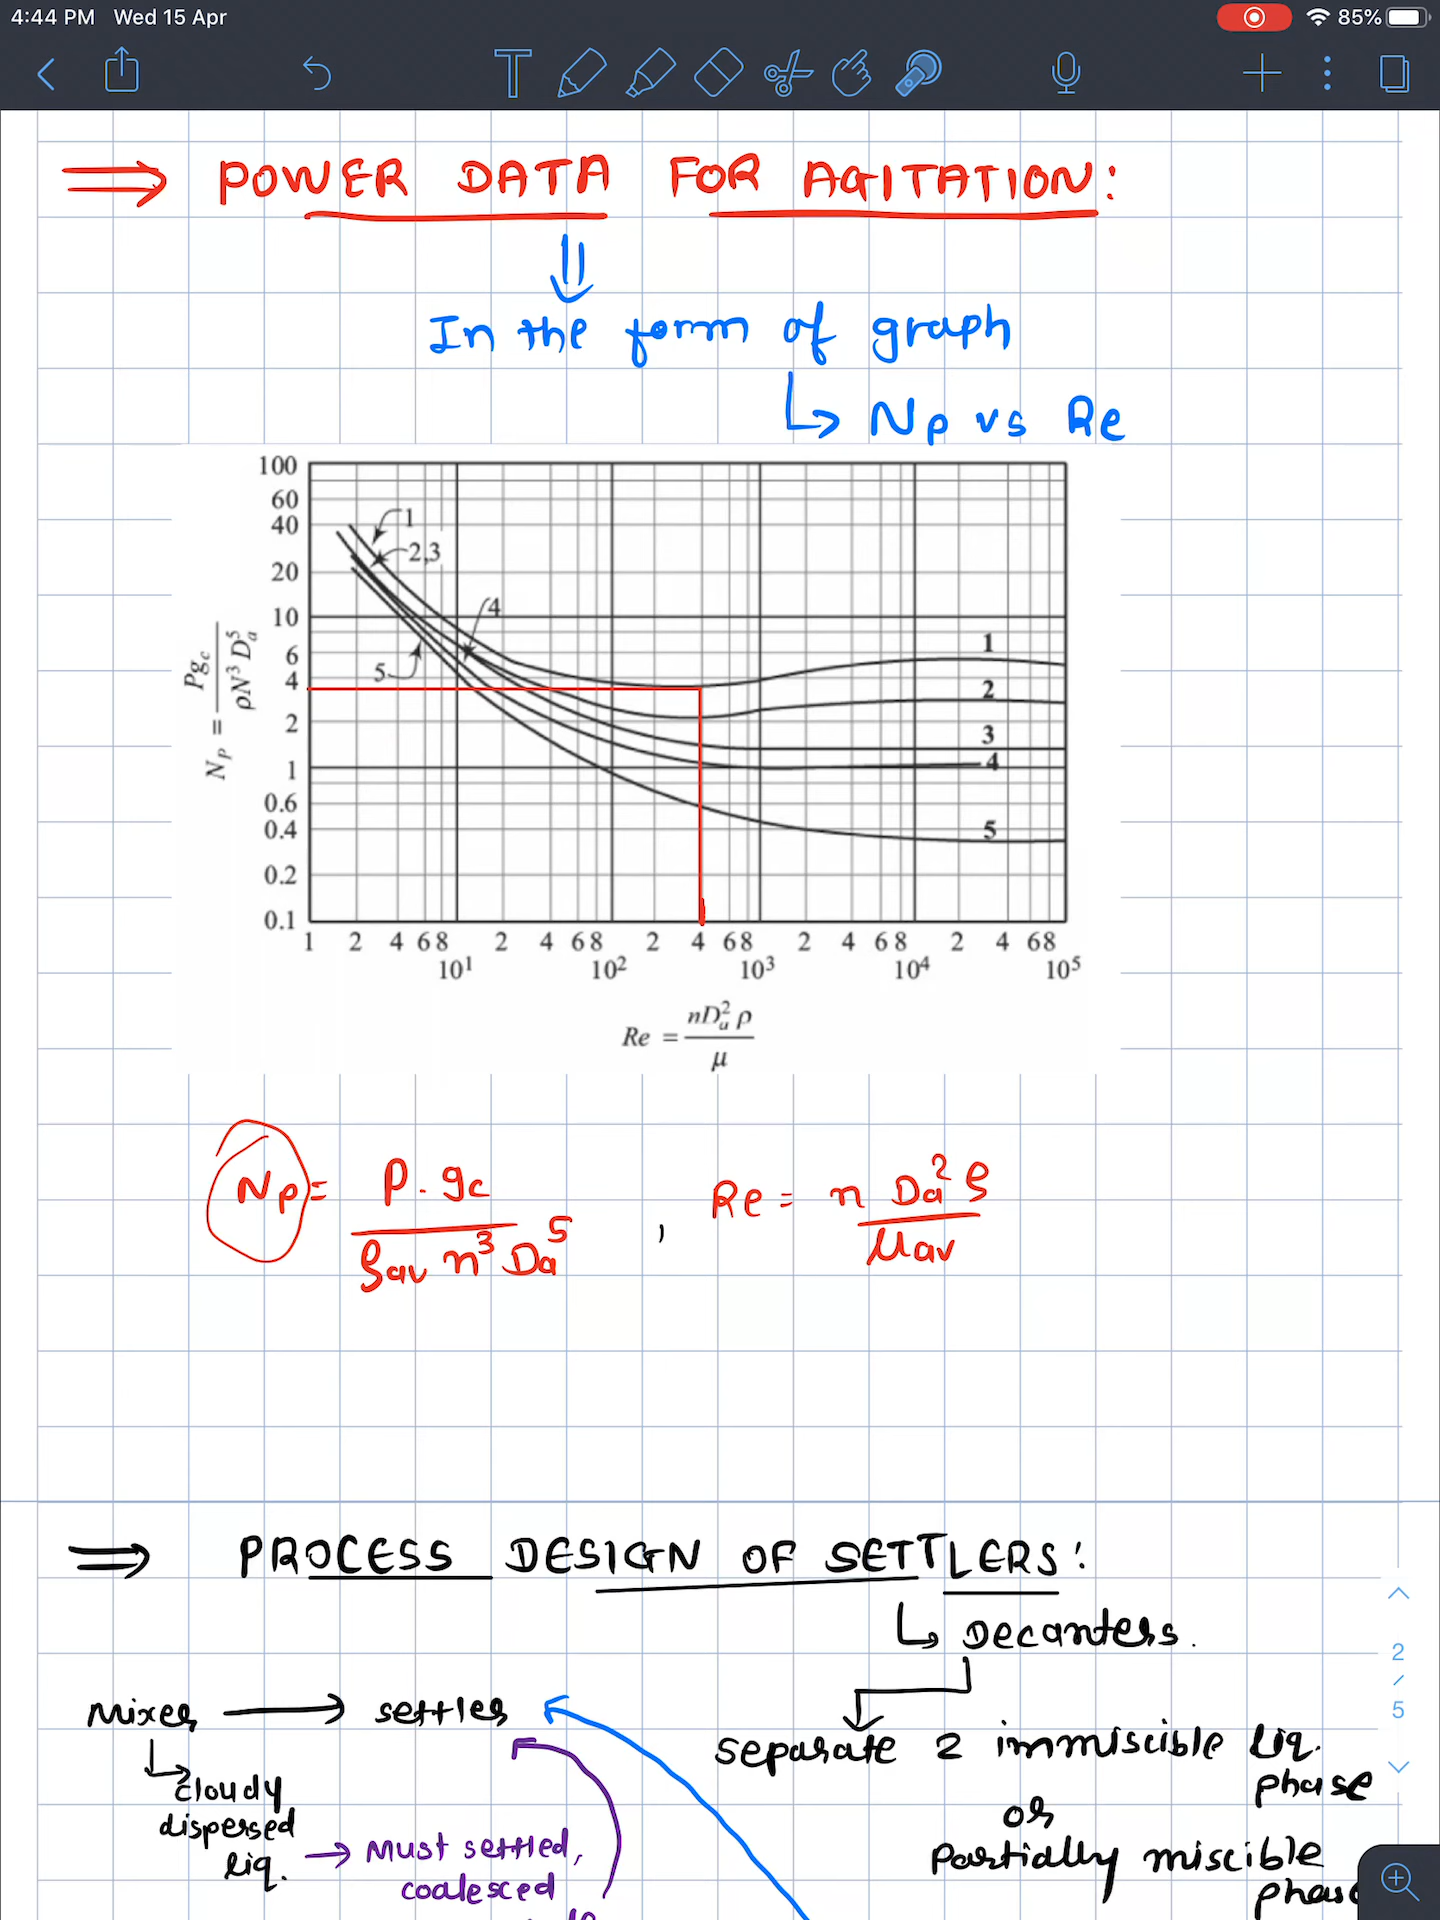 4:44 PM Wed 15 Apr
85%
⇒ POWER DATA FOR AGITATION:
In the form of graph
↳ Np vs Re
100
60
40
20
10
6
4
2
1
0.6
0.4
0.2
0.1
1
2,3
4
5
1
2
3
4
5
N_P = Pg_c / ρN³D_a⁵
1 2 4 6 8 2 4 6 8 2 4 6 8 2 4 6 8 2 4 6 8
10¹ 10² 10³ 10⁴ 10⁵
Re = nD_a² ρ / μ
Np = P. gc / ρav n³ Da⁵ , Re = n Da² ρ / μav
⇒ PROCESS DESIGN OF SETTLERS:
↳ Decanters.
Mixer → settler
separate 2 immiscible liq. phase
or
Partially miscible phase
↳ cloudy
dispersed
liq.
→ Must settled,
coalesced
2
/
5